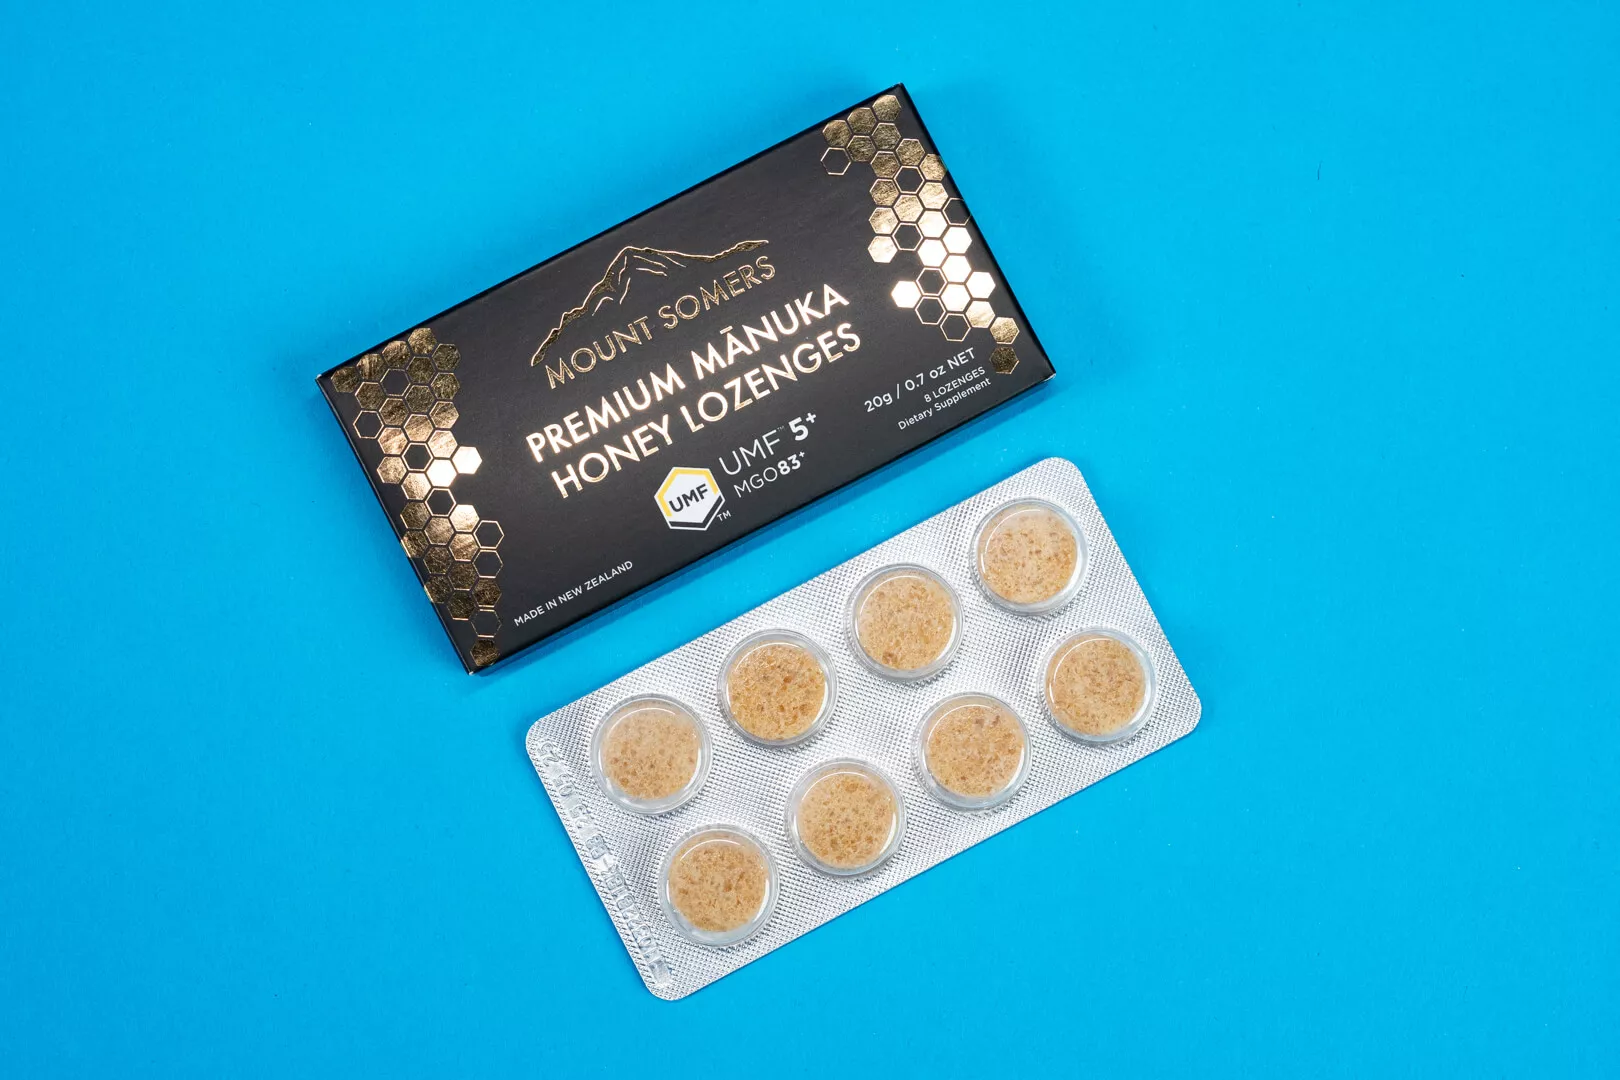 MOUNT SOMERS
PREMIUM MĀNUKA
HONEY LOZENGES
UMF™ 5+
MGO83+
UMF
TM
20g / 0.7 oz NET
8 LOZENGES
Dietary Supplement
MADE IN NEW ZEALAND